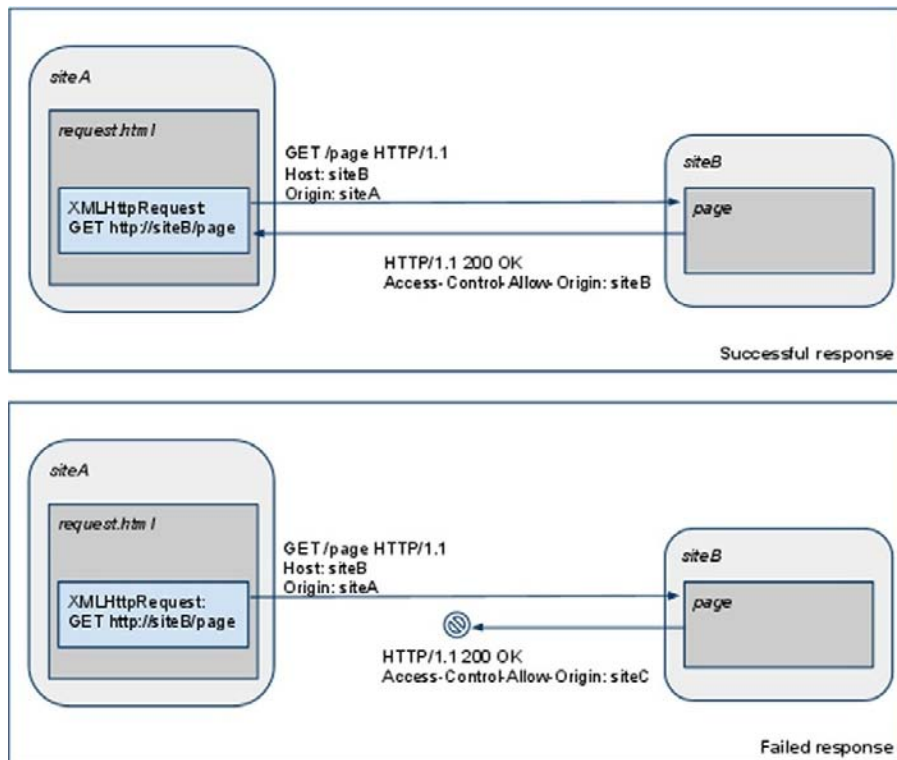 siteA
request.html
XMLHttpRequest
GET http://siteB/page
GET /page HTTP/1.1
Host: siteB
Origin: siteA
siteB
page
HTTP/1.1 200 OK
Access-Control-Allow-Origin: siteB
Successful response
siteA
request.html
XMLHttpRequest:
GET http://siteB/page
GET /page HTTP/1.1
Host: siteB
Origin: siteA
siteB
page
HTTP/1.1 200 OK
Access-Control-Allow-Origin: siteC
Failed response